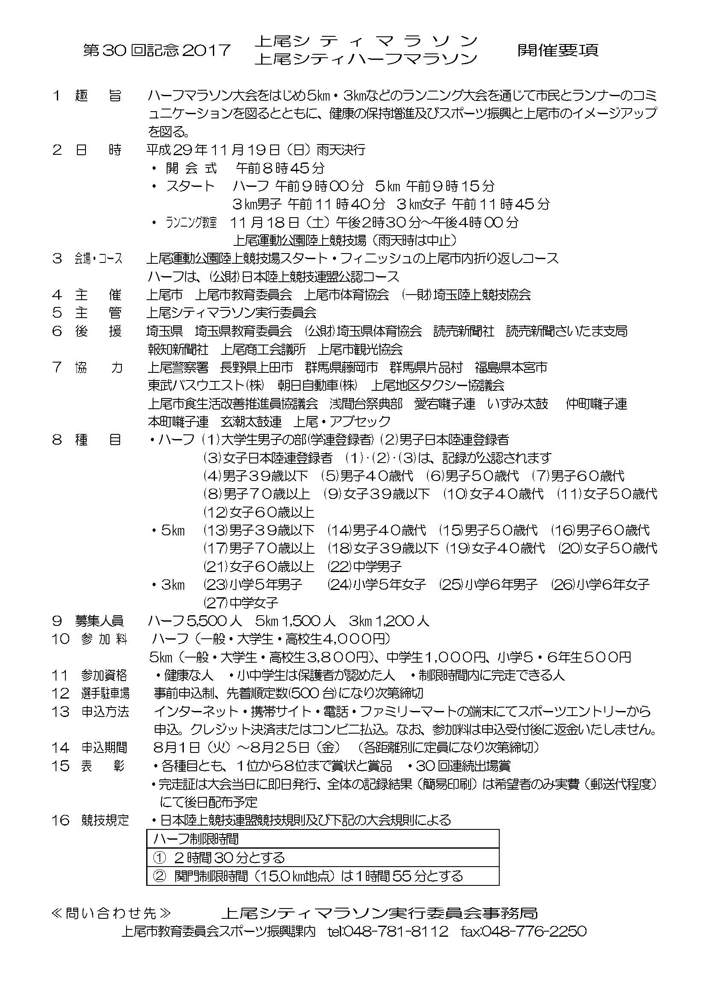 第30回記念2017 上尾シティマラソン 開催要項
上尾シティハーフマラソン
1 趣旨 ハーフマラソン大会をはじめ5㎞・3㎞などのランニング大会を通じて市民とランナーのコミ
ュニケーションを図るとともに、健康の保持増進及びスポーツ振興と上尾市のイメージアップ
を図る。
2 日時 平成29年11月19日（日）雨天決行
・ 開会式 午前8時45分
・ スタート ハーフ 午前9時00分 5㎞ 午前9時15分
3㎞男子 午前11時40分 3㎞女子 午前11時45分
・ ランニング教室 11月18日（土）午後2時30分～午後4時00分
上尾運動公園陸上競技場（雨天時は中止）
3 会場・コース 上尾運動公園陸上競技場スタート・フィニッシュの上尾市内折り返しコース
ハーフは、(公財)日本陸上競技連盟公認コース
4 主催 上尾市 上尾市教育委員会 上尾市体育協会 (一財)埼玉陸上競技協会
5 主管 上尾シティマラソン実行委員会
6 後援 埼玉県 埼玉県教育委員会 (公財)埼玉県体育協会 読売新聞社 読売新聞さいたま支局
報知新聞社 上尾商工会議所 上尾市観光協会
7 協力 上尾警察署 長野県上田市 群馬県藤岡市 群馬県片品村 福島県本宮市
東武バスウエスト(株) 朝日自動車(株) 上尾地区タクシー協議会
上尾市食生活改善推進員協議会 浅間台祭典部 愛宕囃子連 いずみ太鼓 仲町囃子連
本町囃子連 玄潮太鼓連 上尾・アブセック
8 種目 ・ハーフ (1)大学生男子の部(学連登録者) (2)男子日本陸連登録者
(3)女子日本陸連登録者 (1)・(2)・(3)は、記録が公認されます
(4)男子39歳以下 (5)男子40歳代 (6)男子50歳代 (7)男子60歳代
(8)男子70歳以上 (9)女子39歳以下 (10)女子40歳代 (11)女子50歳代
(12)女子60歳以上
・5㎞ (13)男子39歳以下 (14)男子40歳代 (15)男子50歳代 (16)男子60歳代
(17)男子70歳以上 (18)女子39歳以下 (19)女子40歳代 (20)女子50歳代
(21)女子60歳以上 (22)中学男子
・3㎞ (23)小学5年男子 (24)小学5年女子 (25)小学6年男子 (26)小学6年女子
(27)中学女子
9 募集人員 ハーフ5,500人 5㎞1,500人 3㎞1,200人
10 参加料 ハーフ（一般・大学生・高校生4,000円）
5㎞（一般・大学生・高校生3,800円）、中学生1,000円、小学5・6年生500円
11 参加資格 ・健康な人 ・小中学生は保護者が認めた人 ・制限時間内に完走できる人
12 選手駐車場 事前申込制、先着順定数(500台)になり次第締切
13 申込方法 インターネット・携帯サイト・電話・ファミリーマートの端末にてスポーツエントリーから
申込。クレジット決済またはコンビニ払込。なお、参加料は申込受付後に返金いたしません。
14 申込期間 8月1日（火）～8月25日（金） （各距離別に定員になり次第締切）
15 表彰 ・各種目とも、1位から8位まで賞状と賞品 ・30回連続出場賞
・完走証は大会当日に即日発行、全体の記録結果（簡易印刷）は希望者のみ実費（郵送代程度）
にて後日配布予定
16 競技規定 ・日本陸上競技連盟競技規則及び下記の大会規則による
ハーフ制限時間
① 2時間30分とする
② 関門制限時間（15.0㎞地点）は1時間55分とする
≪問い合わせ先≫ 上尾シティマラソン実行委員会事務局
上尾市教育委員会スポーツ振興課内 tel:048-781-8112 fax:048-776-2250